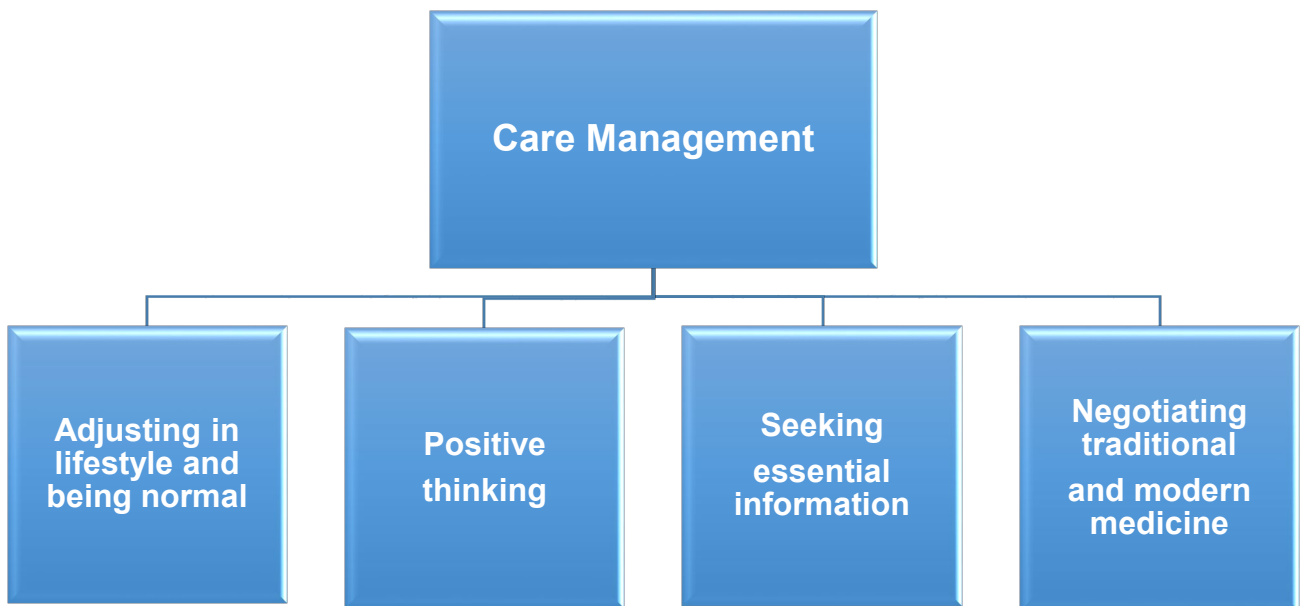 Care Management
Adjusting in
lifestyle and
being normal
Positive
thinking
Seeking
essential
information
Negotiating
traditional
and modern
medicine